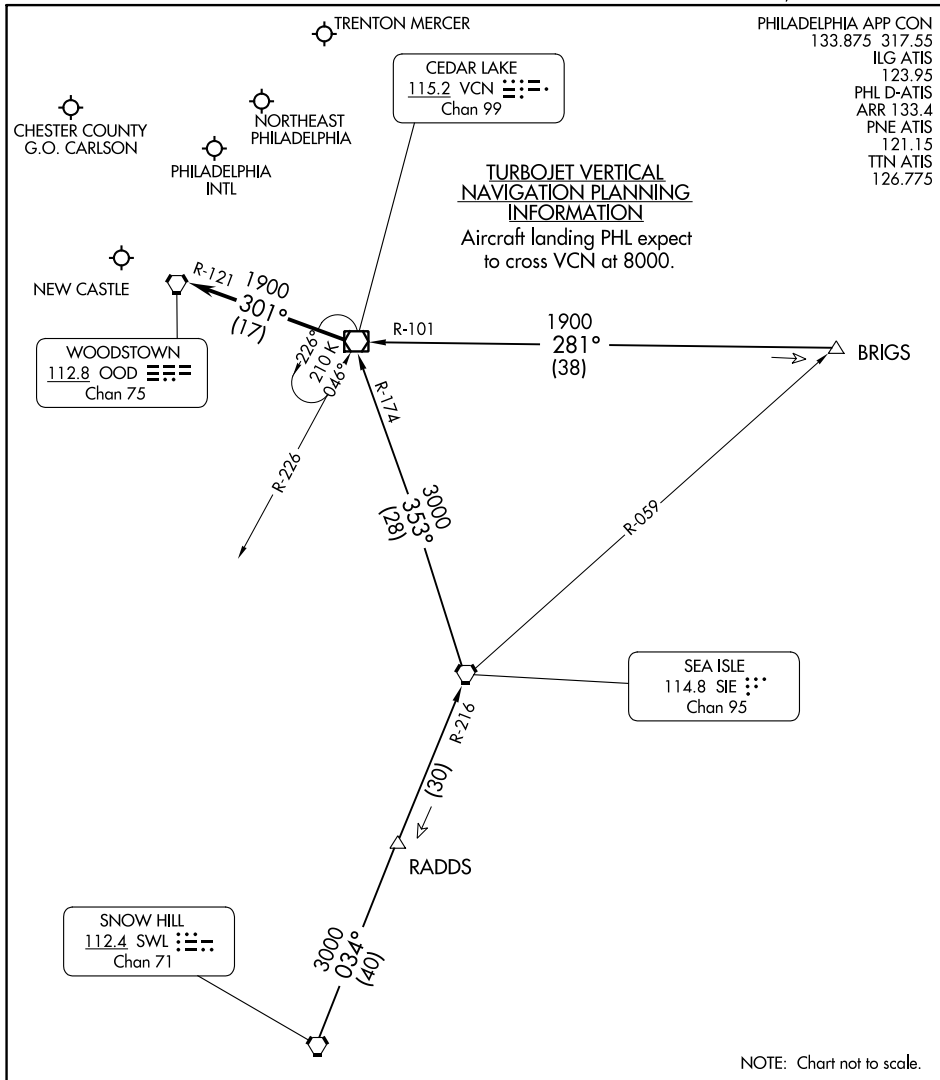 TRENTON MERCER
PHILADELPHIA APP CON
133.875 317.55
ILG ATIS
123.95
PHL D-ATIS
ARR 133.4
PNE ATIS
121.15
TTN ATIS
126.775
CEDAR LAKE
115.2 VCN
Chan 99
CHESTER COUNTY
G.O. CARLSON
NORTHEAST
PHILADELPHIA
PHILADELPHIA
INTL
TURBOJET VERTICAL
NAVIGATION PLANNING
INFORMATION
Aircraft landing PHL expect
to cross VCN at 8000.
NEW CASTLE
R-121
1900
301°
(17)
WOODSTOWN
112.8 OOD
Chan 75
226°
210 K
046°
R-226
R-101
1900
281°
(38)
BRIGS
R-174
3000
353°
(28)
R-059
SEA ISLE
114.8 SIE
Chan 95
R-216
(30)
RADDS
SNOW HILL
112.4 SWL
Chan 71
3000
034°
(40)
NOTE: Chart not to scale.